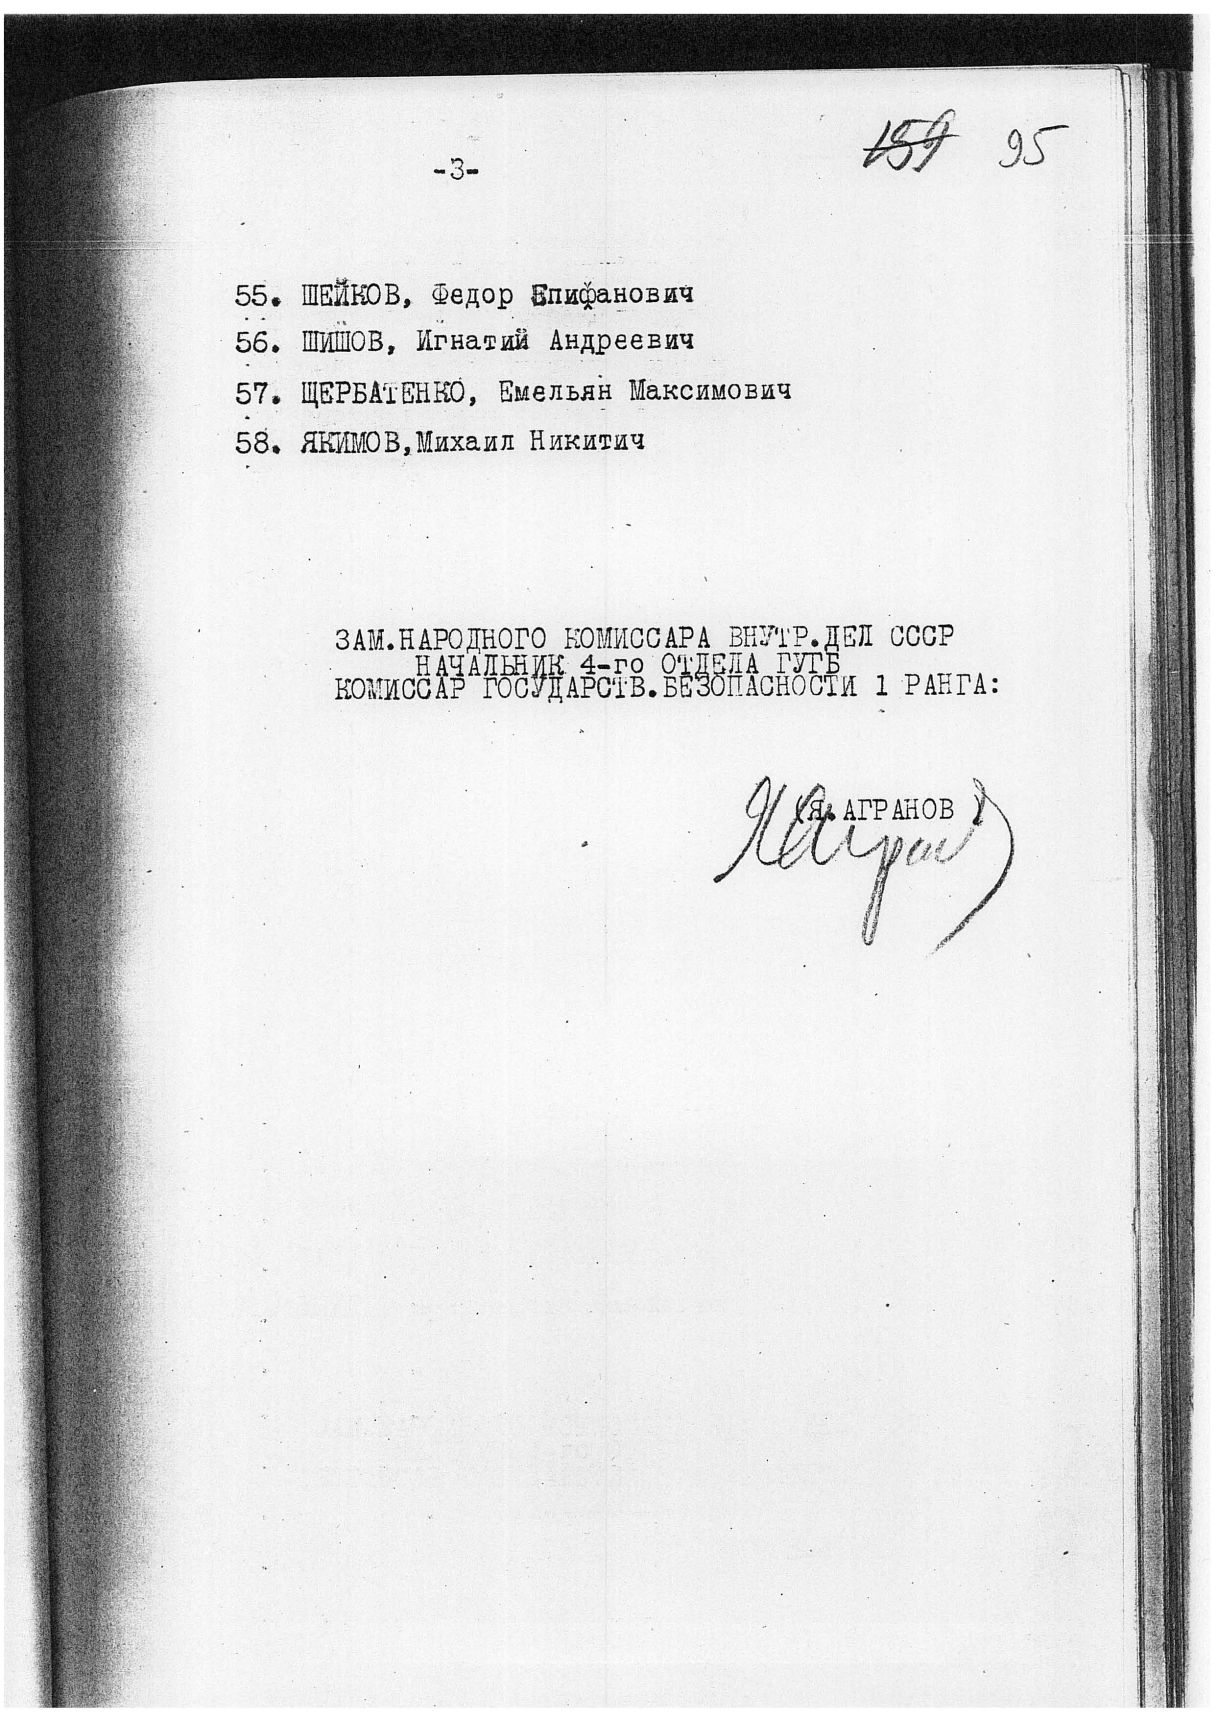 159 95
-3-
55. ШЕЙКОВ, Федор Епифанович
56. ШИШОВ, Игнатий Андреевич
57. ЩЕРБАТЕНКО, Емельян Максимович
58. ЯКИМОВ,Михаил Никитич
ЗАМ.НАРОДНОГО КОМИССАРА ВНУТР.ДЕЛ СССР
НАЧАЛЬНИК 4-го ОТДЕЛА ГУГБ
КОМИССАР ГОСУДАРСТВ.БЕЗОПАСНОСТИ 1 РАНГА:
(Я.АГРАНОВ)
ЯАгранов